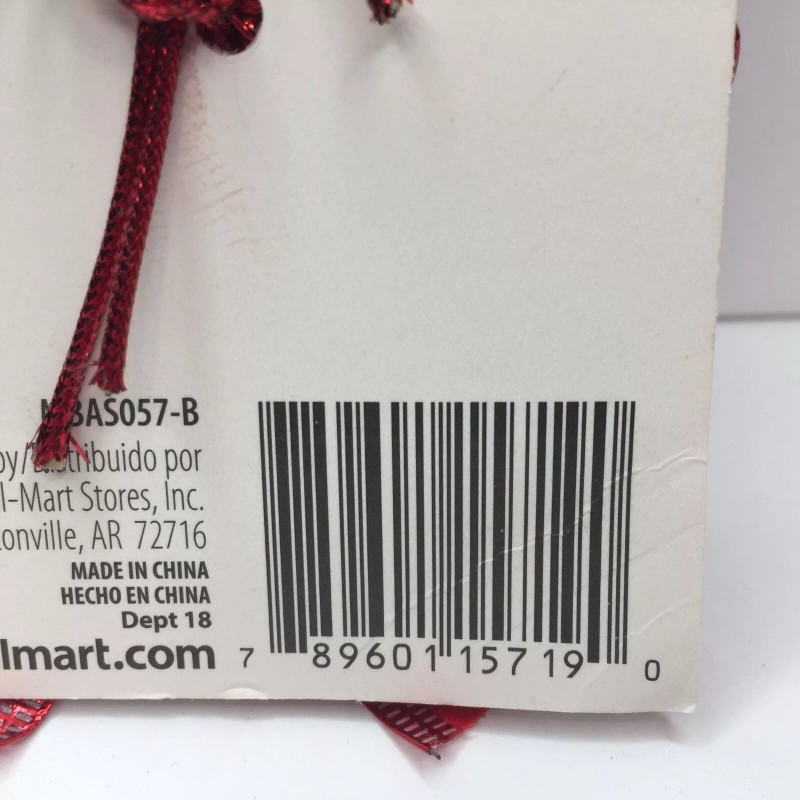 BAS057-B
by/Distribuido por
l-Mart Stores, Inc.
onville, AR 72716
MADE IN CHINA
HECHO EN CHINA
Dept 18
lmart.com
7 89601 15719 0